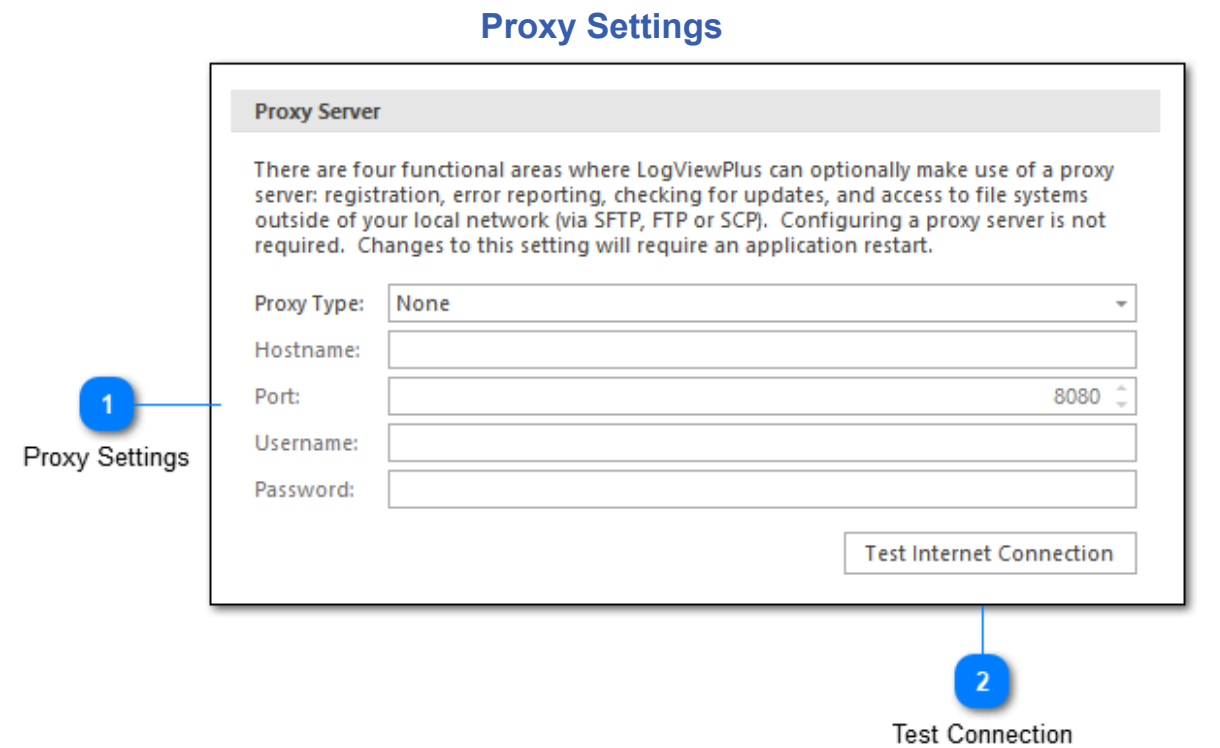 Proxy Settings
Proxy Server
There are four functional areas where LogViewPlus can optionally make use of a proxy
server: registration, error reporting, checking for updates, and access to file systems
outside of your local network (via SFTP, FTP or SCP).  Configuring a proxy server is not
required.  Changes to this setting will require an application restart.
Proxy Type: None
Hostname:
Port: 8080
1
Proxy Settings
Username:
Password:
Test Internet Connection
2
Test Connection